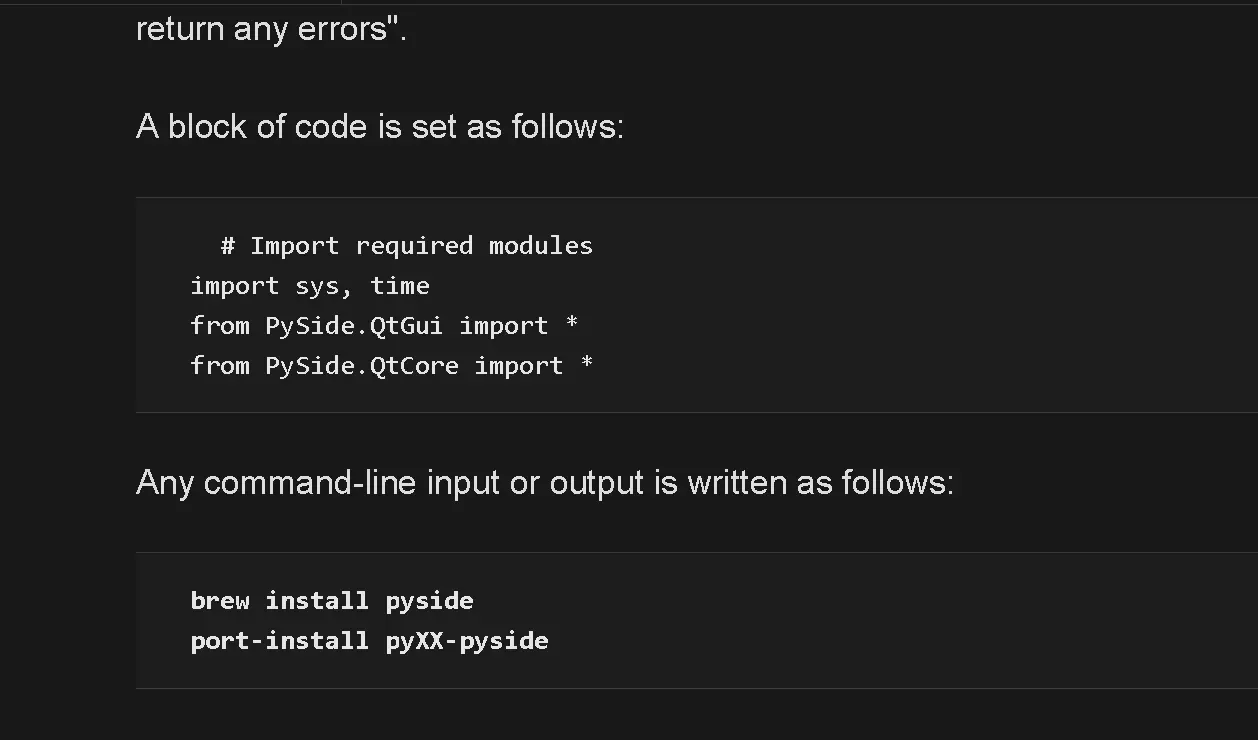 return any errors".
A block of code is set as follows:
# Import required modules
import sys, time
from PySide.QtGui import *
from PySide.QtCore import *
Any command-line input or output is written as follows:
brew install pyside
port-install pyXX-pyside